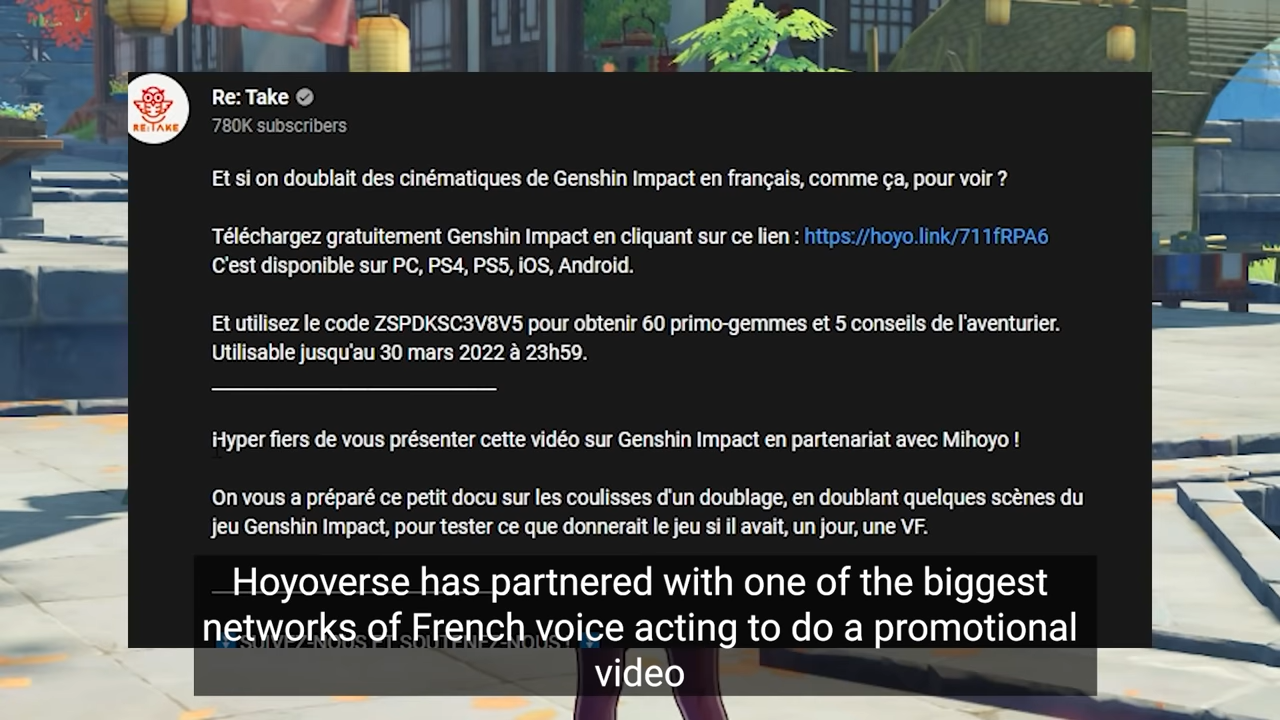 RE:TAKE
Re: Take
780K subscribers
Et si on doublait des cinématiques de Genshin Impact en français, comme ça, pour voir ?
Téléchargez gratuitement Genshin Impact en cliquant sur ce lien : https://hoyo.link/711fRPA6
C'est disponible sur PC, PS4, PS5, iOS, Android.
Et utilisez le code ZSPDKSC3V8V5 pour obtenir 60 primo-gemmes et 5 conseils de l'aventurier.
Utilisable jusqu'au 30 mars 2022 à 23h59.
Hyper fiers de vous présenter cette vidéo sur Genshin Impact en partenariat avec Mihoyo !
On vous a préparé ce petit docu sur les coulisses d'un doublage, en doublant quelques scènes du
jeu Genshin Impact, pour tester ce que donnerait le jeu si il avait, un jour, une VF.
SUIVEZ-NOUS ET SOUTENEZ-NOUS !
Hoyoverse has partnered with one of the biggest
networks of French voice acting to do a promotional
video